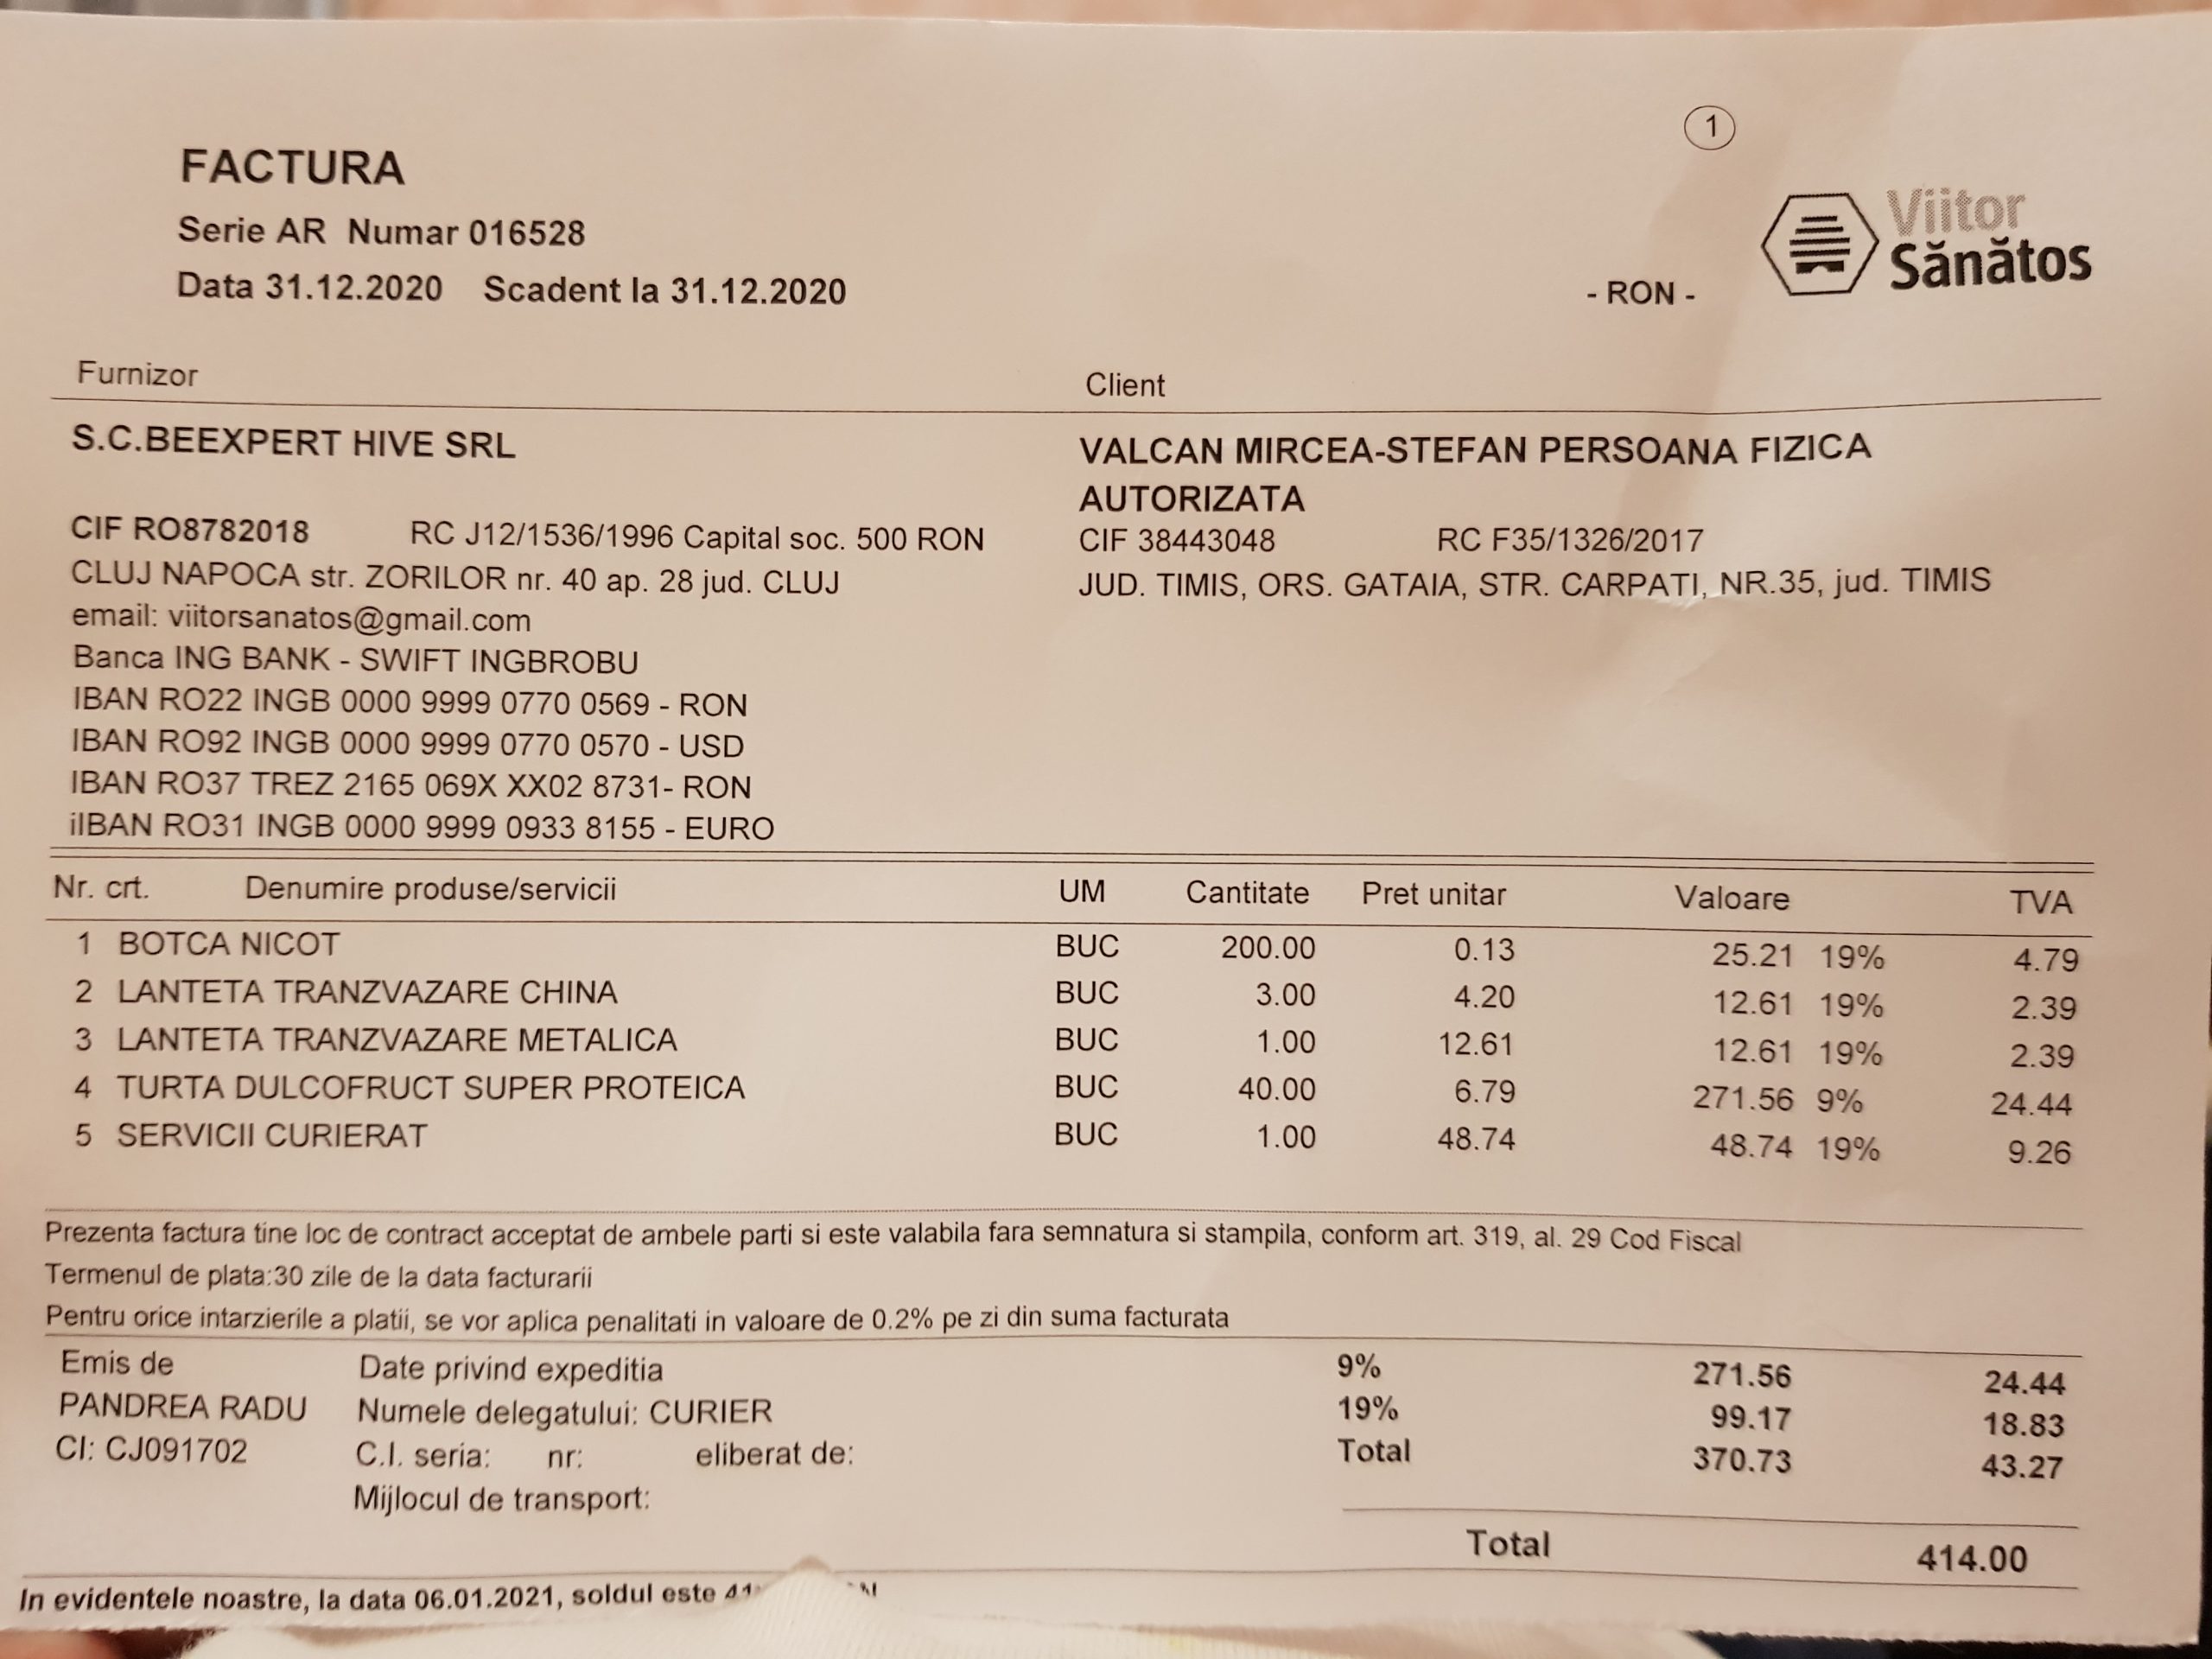 1
FACTURA
Serie AR Numar 016528
Data 31.12.2020 Scadent la 31.12.2020
- RON -
Viitor
Sănătos
Furnizor
Client
S.C.BEEXPERT HIVE SRL
VALCAN MIRCEA-STEFAN PERSOANA FIZICA
AUTORIZATA
CIF RO8782018 RC J12/1536/1996 Capital soc. 500 RON
CIF 38443048 RC F35/1326/2017
CLUJ NAPOCA str. ZORILOR nr. 40 ap. 28 jud. CLUJ
JUD. TIMIS, ORS. GATAIA, STR. CARPATI, NR.35, jud. TIMIS
email: viitorsanatos@gmail.com
Banca ING BANK - SWIFT INGBROBU
IBAN RO22 INGB 0000 9999 0770 0569 - RON
IBAN RO92 INGB 0000 9999 0770 0570 - USD
IBAN RO37 TREZ 2165 069X XX02 8731- RON
iIBAN RO31 INGB 0000 9999 0933 8155 - EURO
Nr. crt. Denumire produse/servicii UM Cantitate Pret unitar Valoare TVA
1 BOTCA NICOT BUC 200.00 0.13 25.21 19% 4.79
2 LANTETA TRANZVAZARE CHINA BUC 3.00 4.20 12.61 19% 2.39
3 LANTETA TRANZVAZARE METALICA BUC 1.00 12.61 12.61 19% 2.39
4 TURTA DULCOFRUCT SUPER PROTEICA BUC 40.00 6.79 271.56 9% 24.44
5 SERVICII CURIERAT BUC 1.00 48.74 48.74 19% 9.26
Prezenta factura tine loc de contract acceptat de ambele parti si este valabila fara semnatura si stampila, conform art. 319, al. 29 Cod Fiscal
Termenul de plata:30 zile de la data facturarii
Pentru orice intarzierile a platii, se vor aplica penalitati in valoare de 0.2% pe zi din suma facturata
Emis de Date privind expeditia 9% 271.56 24.44
PANDREA RADU Numele delegatului: CURIER 19% 99.17 18.83
CI: CJ091702 C.I. seria: nr: eliberat de: Total 370.73 43.27
Mijlocul de transport:
Total 414.00
In evidentele noastre, la data 06.01.2021, soldul este